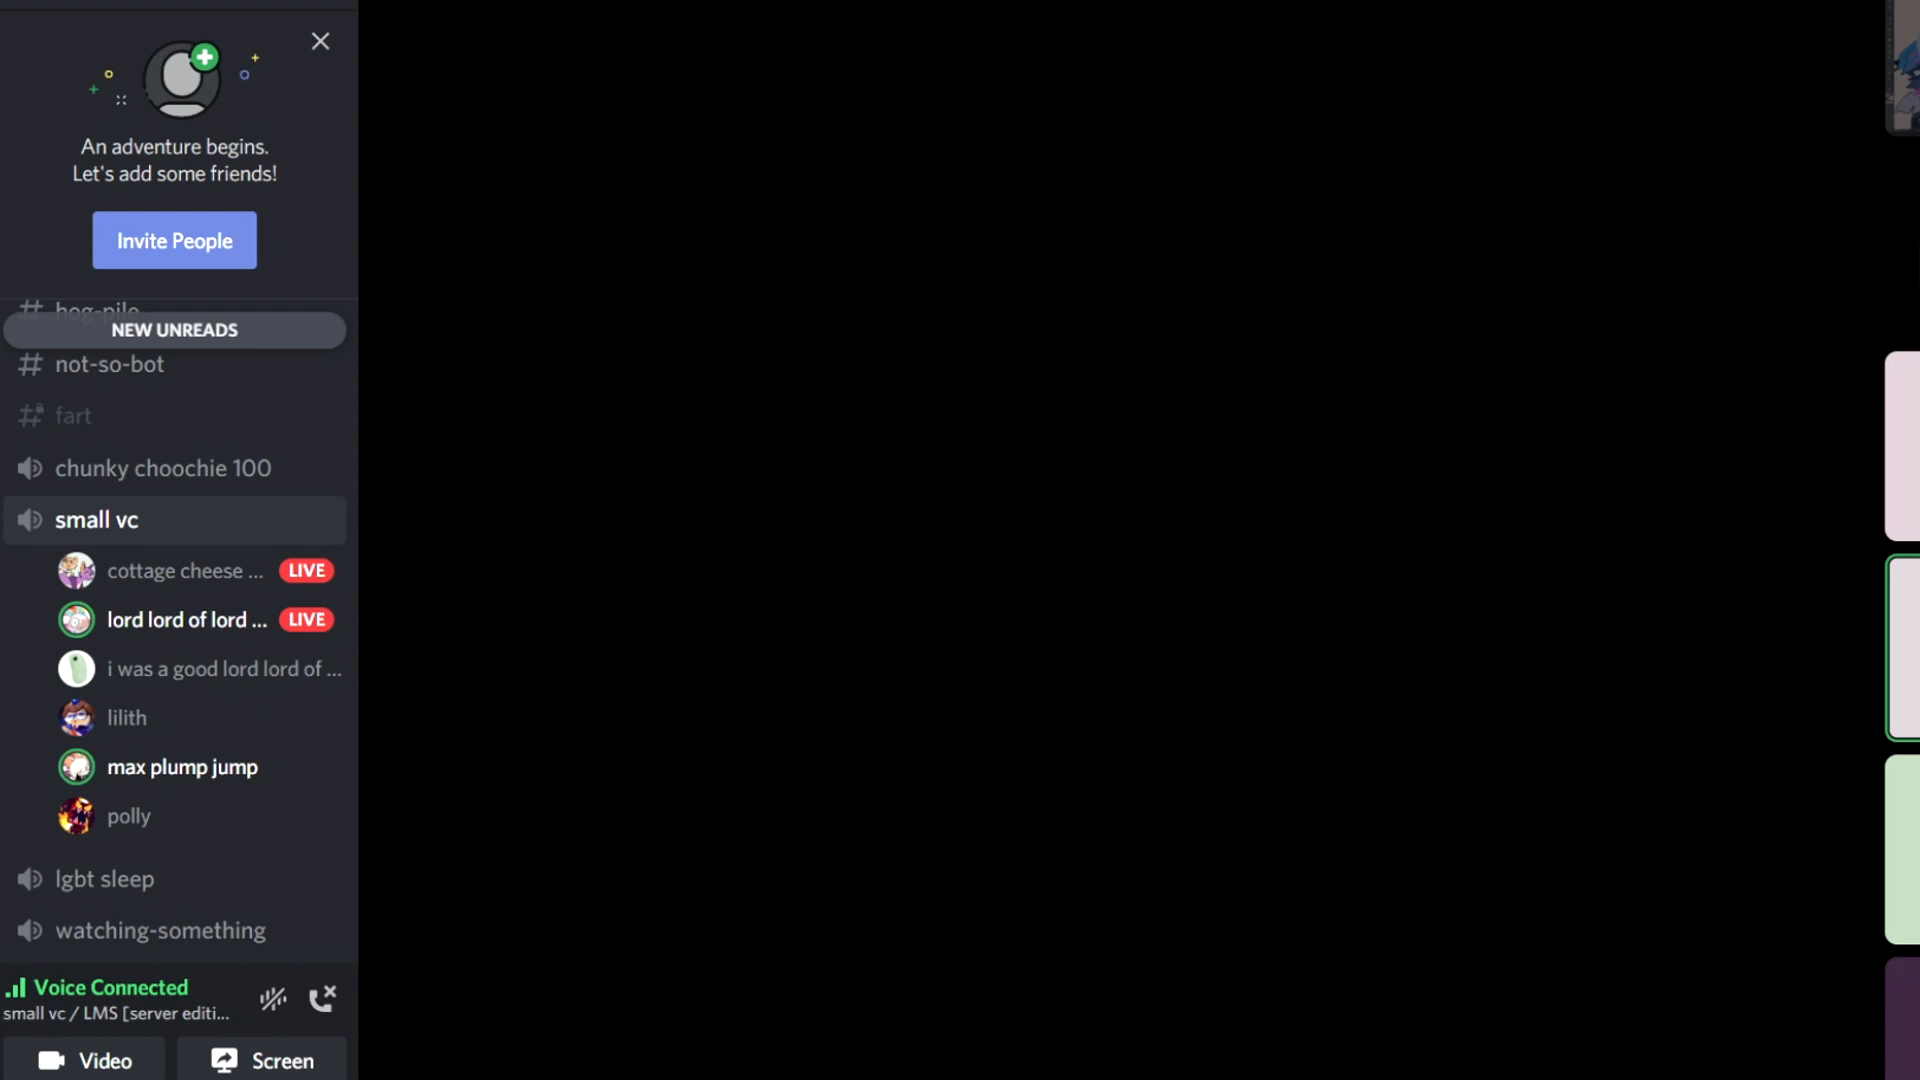 An adventure begins.
Let's add some friends!
Invite People
hog-pile
NEW UNREADS
not-so-bot
fart
chunky choochie 100
small vc
cottage cheese ... LIVE
lord lord of lord ... LIVE
i was a good lord lord of ...
lilith
max plump jump
polly
lgbt sleep
watching-something
Voice Connected
small vc / LMS [server editi...
Video Screen